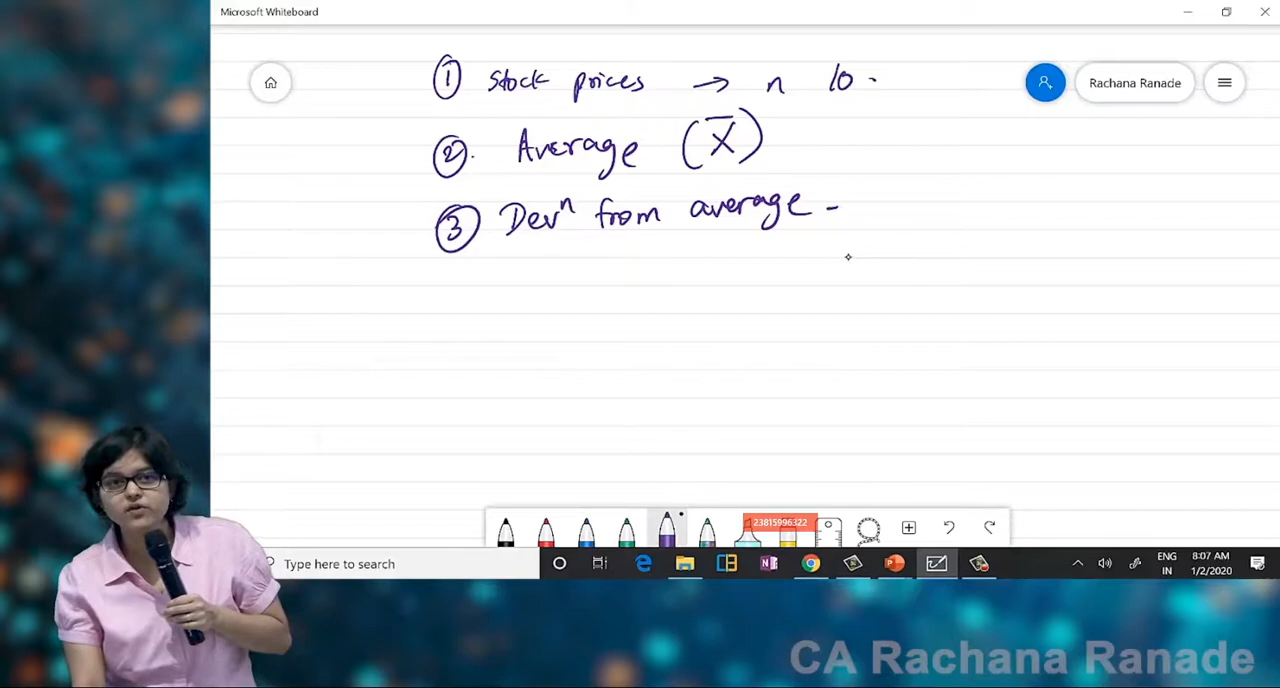 Microsoft Whiteboard
① Stock prices → n 10.
Rachana Ranade
②. Average (X̅)
③ Devⁿ from average -
23815996322
Type here to search
ENG
IN
8:07 AM
1/2/2020
CA Rachana Ranade